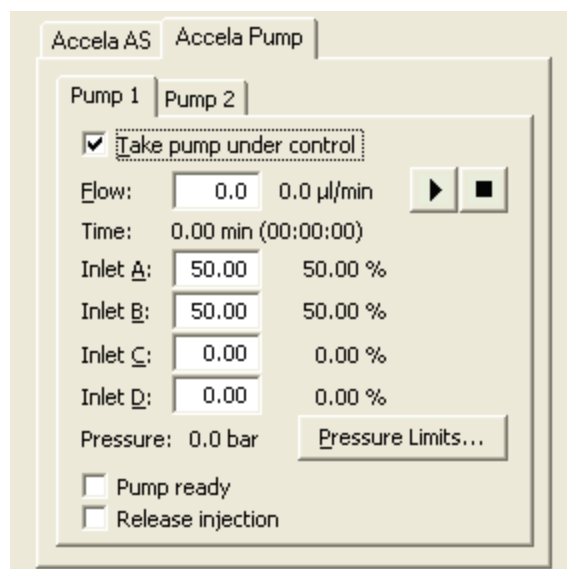 Accela AS Accela Pump
Pump 1 Pump 2
Take pump under control
Flow: 0.0 0.0 µl/min
Time: 0.00 min (00:00:00)
Inlet A: 50.00 50.00 %
Inlet B: 50.00 50.00 %
Inlet C: 0.00 0.00 %
Inlet D: 0.00 0.00 %
Pressure: 0.0 bar Pressure Limits...
Pump ready
Release injection